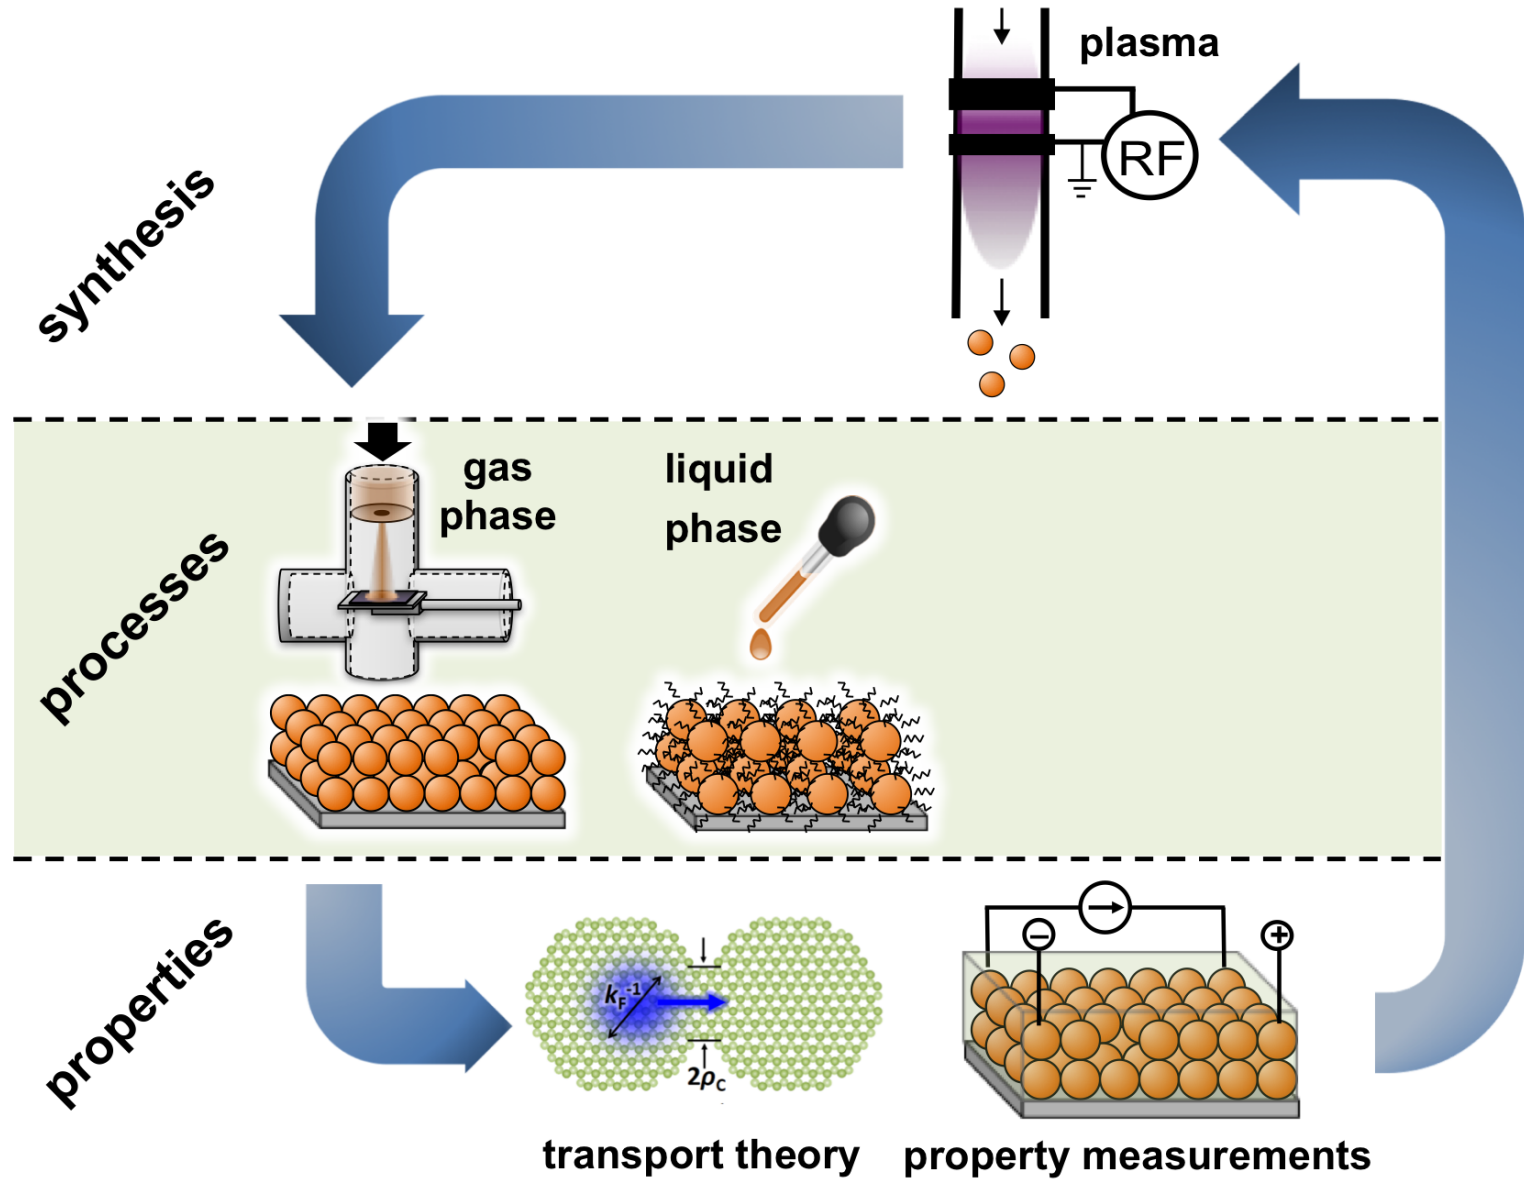 plasma
RF
synthesis
gas
phase
liquid
phase
processes
k_F^-1
2ρ_C
−
+
properties
transport theory
property measurements